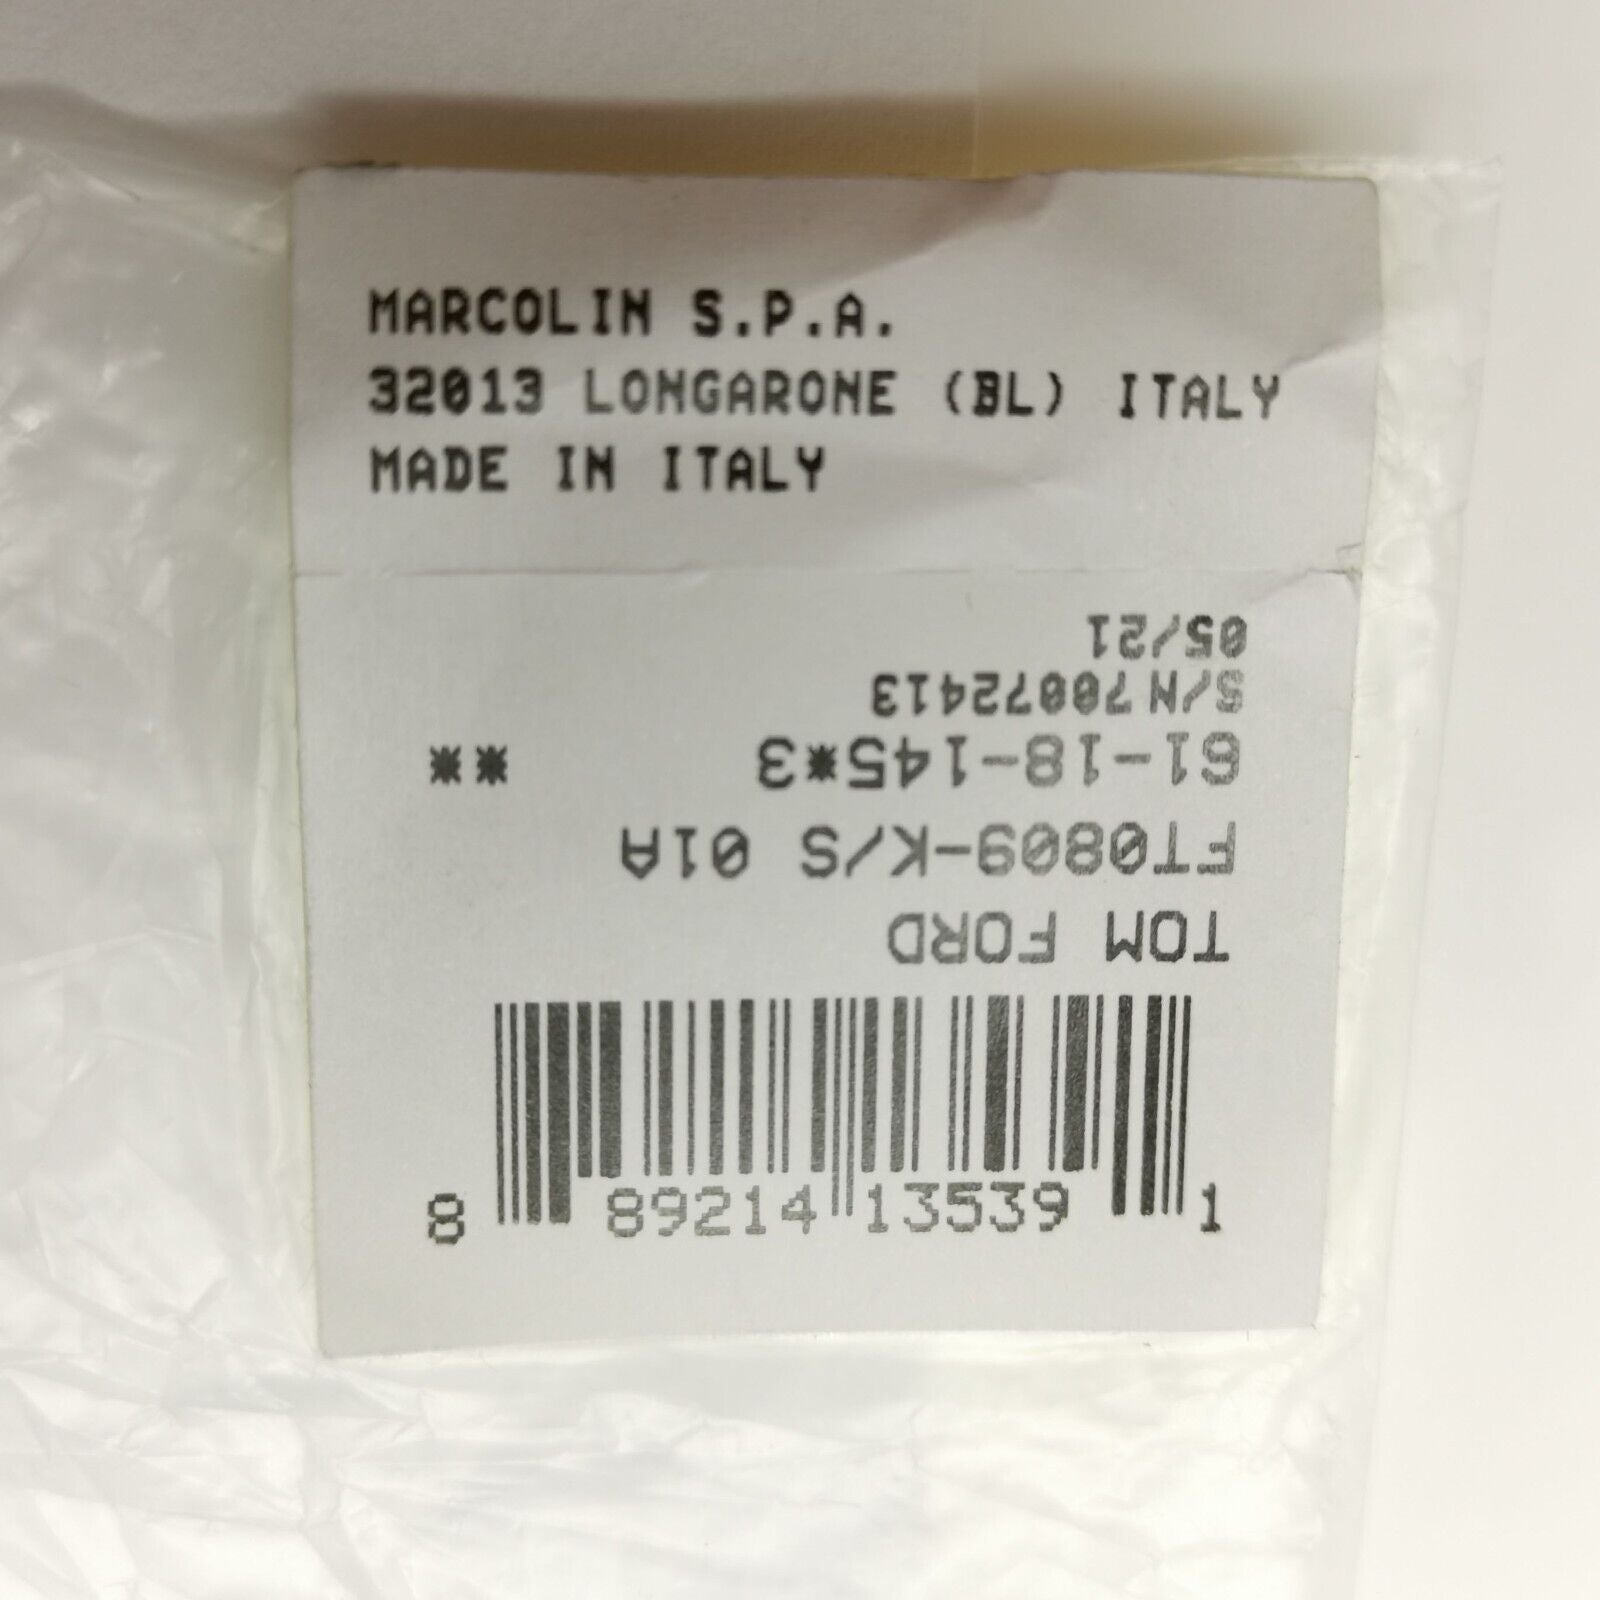 MARCOLIN S.P.A.
32013 LONGARONE (BL) ITALY
MADE IN ITALY
05/21
S/N70072413
61-18-145*3 **
FT0809-K/S 01A
TOM FORD
8 89214 13539 1